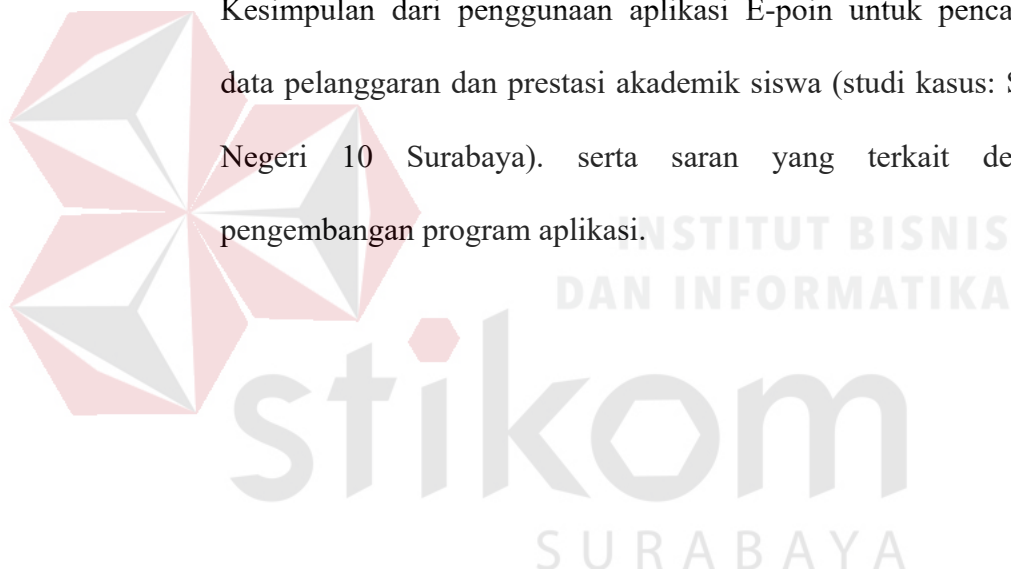 Kesimpulan dari penggunaan aplikasi E-poin untuk penca
data pelanggaran dan prestasi akademik siswa (studi kasus: S
Negeri 10 Surabaya). serta saran yang terkait de
pengembangan program aplikasi.
INSTITUT BISNIS
DAN INFORMATIKA
stikom
SURABAYA